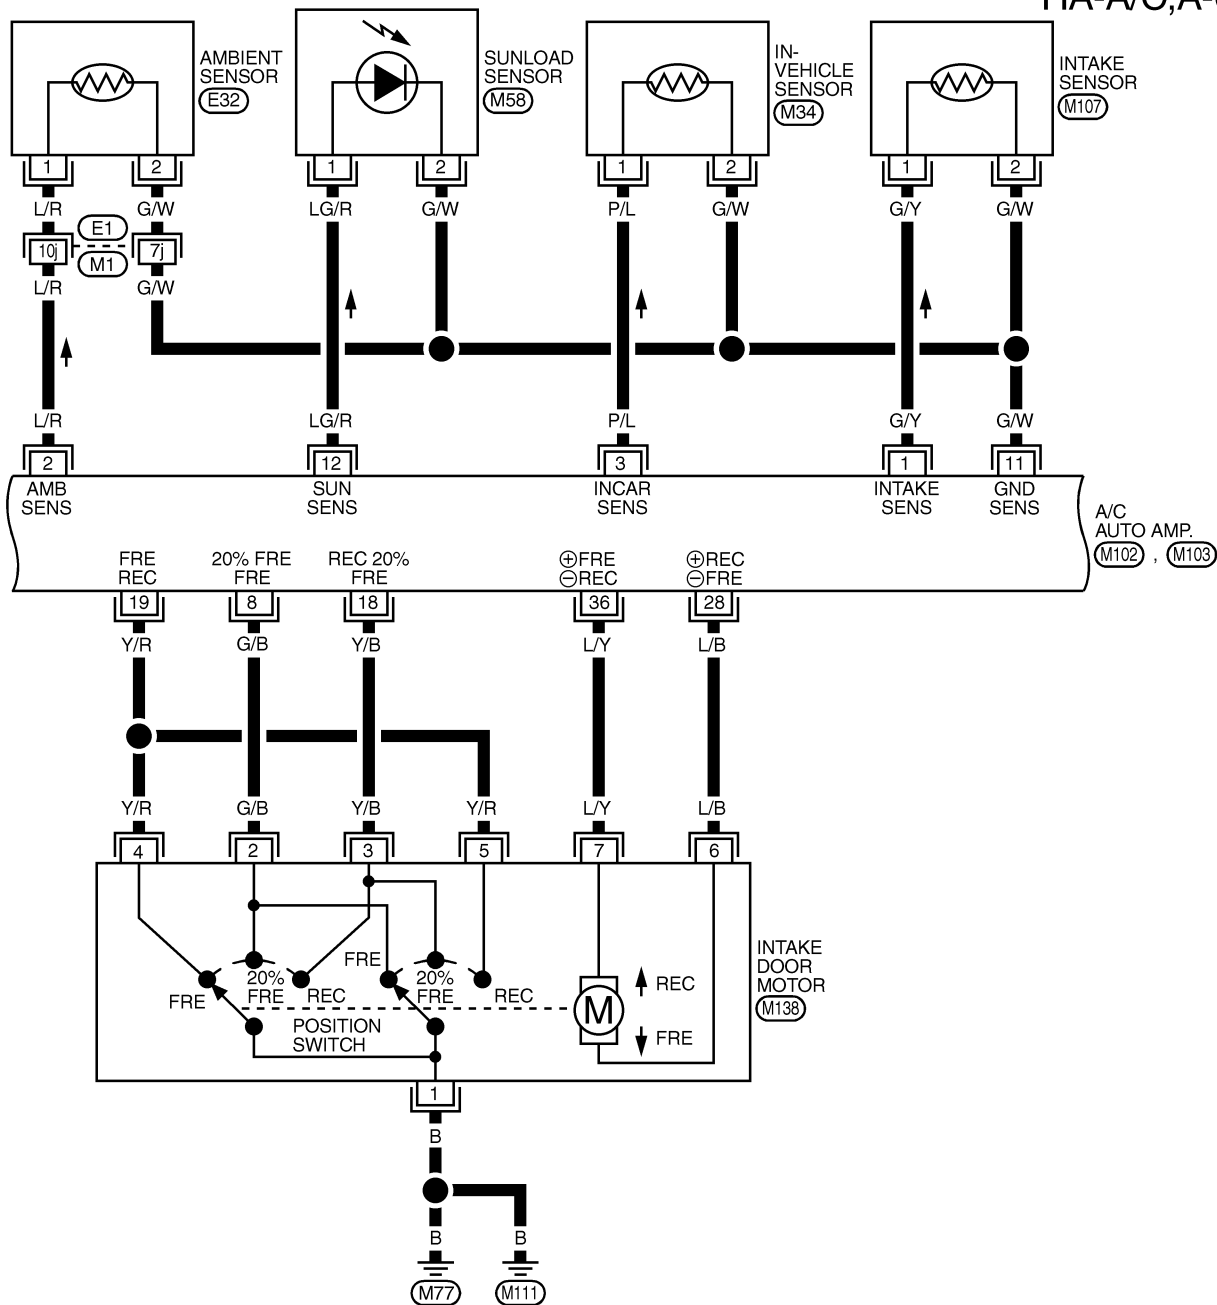 AMBIENT
SENSOR
E32
SUNLOAD
SENSOR
M58
IN-
VEHICLE
SENSOR
M34
INTAKE
SENSOR
M107
1 2 1 2 1 2 1 2
L/R G/W LG/R G/W P/L G/W G/Y G/W
E1
10j 7j
M1
L/R G/W
L/R LG/R P/L G/Y G/W
2 12 3 1 11
AMB
SENS
SUN
SENS
INCAR
SENS
INTAKE
SENS
GND
SENS
A/C
AUTO AMP.
M102 , M103
FRE
REC
20% FRE
FRE
REC 20%
FRE
⊕FRE
⊖REC
⊕REC
⊖FRE
19 8 18 36 28
Y/R G/B Y/B L/Y L/B
Y/R G/B Y/B Y/R L/Y L/B
4 2 3 5 7 6
INTAKE
DOOR
MOTOR
M138
FRE
20%
FRE
REC
FRE
20%
FRE
REC
POSITION
SWITCH
M
REC
FRE
1
B
B B
M77 M111